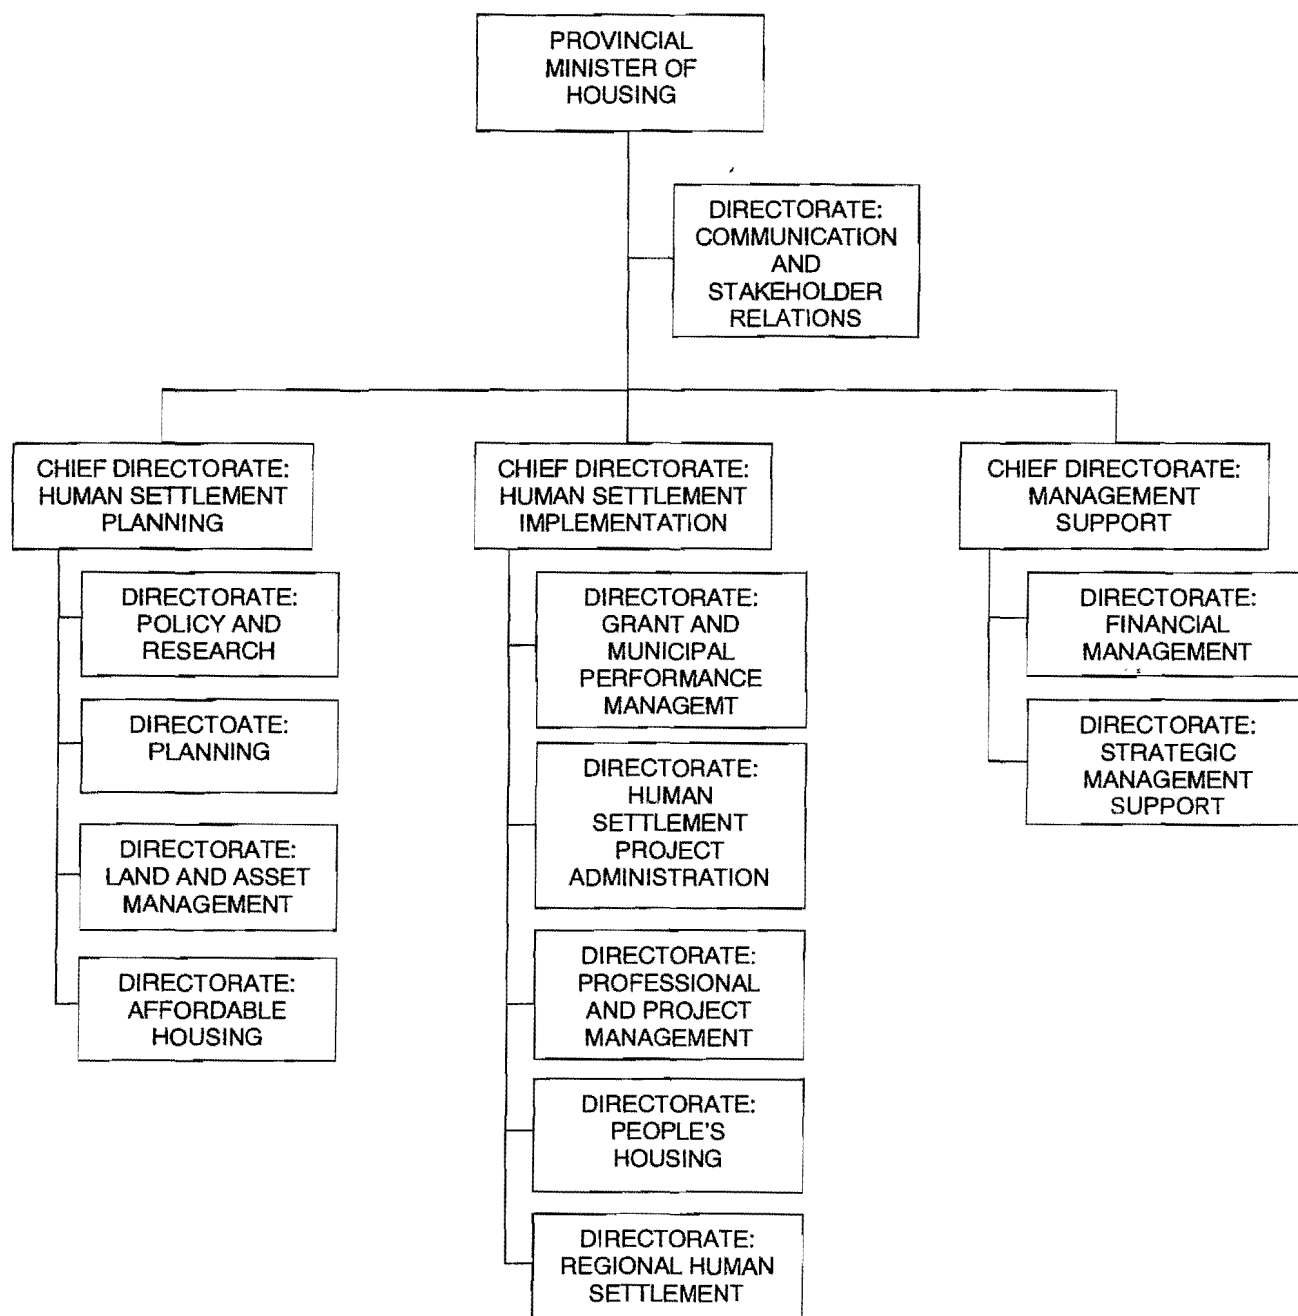 PROVINCIAL
MINISTER OF
HOUSING
DIRECTORATE:
COMMUNICATION
AND
STAKEHOLDER
RELATIONS
CHIEF DIRECTORATE:
HUMAN SETTLEMENT
PLANNING
DIRECTORATE:
POLICY AND
RESEARCH
DIRECTOATE:
PLANNING
DIRECTORATE:
LAND AND ASSET
MANAGEMENT
DIRECTORATE:
AFFORDABLE
HOUSING
CHIEF DIRECTORATE:
HUMAN SETTLEMENT
IMPLEMENTATION
DIRECTORATE:
GRANT AND
MUNICIPAL
PERFORMANCE
MANAGEMT
DIRECTORATE:
HUMAN
SETTLEMENT
PROJECT
ADMINISTRATION
DIRECTORATE:
PROFESSIONAL
AND PROJECT
MANAGEMENT
DIRECTORATE:
PEOPLE'S
HOUSING
DIRECTORATE:
REGIONAL HUMAN
SETTLEMENT
CHIEF DIRECTORATE:
MANAGEMENT
SUPPORT
DIRECTORATE:
FINANCIAL
MANAGEMENT
DIRECTORATE:
STRATEGIC
MANAGEMENT
SUPPORT